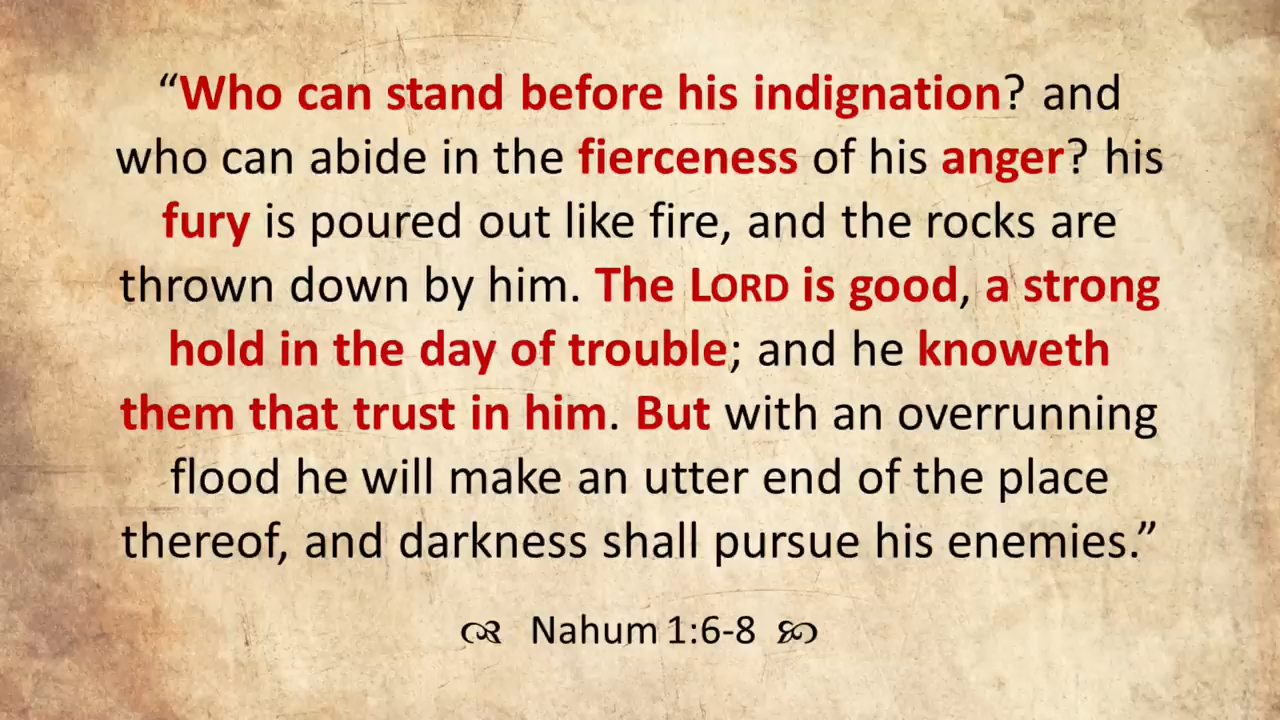 “Who can stand before his indignation? and
who can abide in the fierceness of his anger? his
fury is poured out like fire, and the rocks are
thrown down by him. The LORD is good, a strong
hold in the day of trouble; and he knoweth
them that trust in him. But with an overrunning
flood he will make an utter end of the place
thereof, and darkness shall pursue his enemies.”
Nahum 1:6-8